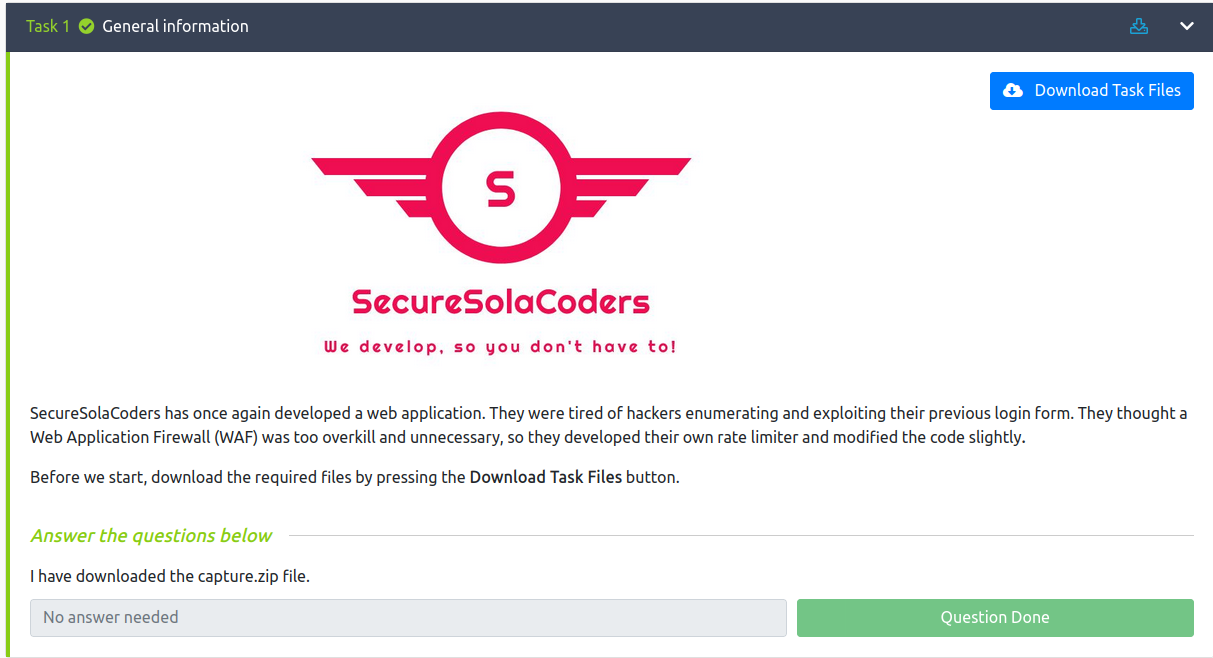 Task 1 General information
Download Task Files
S
SecureSolaCoders
We develop, so you don't have to!
SecureSolaCoders has once again developed a web application. They were tired of hackers enumerating and exploiting their previous login form. They thought a
Web Application Firewall (WAF) was too overkill and unnecessary, so they developed their own rate limiter and modified the code slightly.
Before we start, download the required files by pressing the Download Task Files button.
Answer the questions below
I have downloaded the capture.zip file.
No answer needed
Question Done